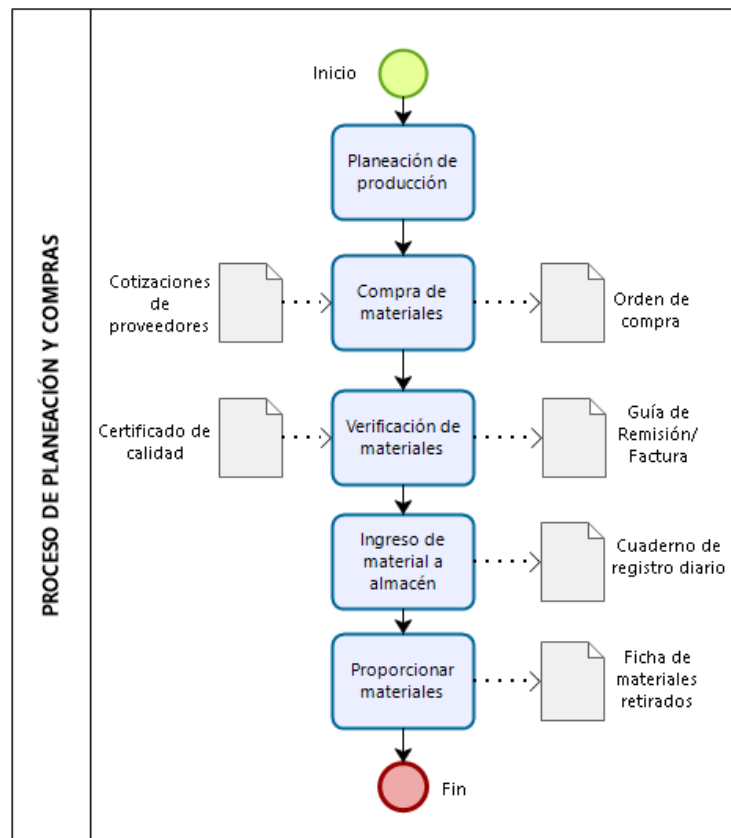 PROCESO DE PLANEACIÓN Y COMPRAS
Inicio
Planeación de
producción
Cotizaciones
de
proveedores
Compra de
materiales
Orden de
compra
Certificado de
calidad
Verificación de
materiales
Guía de
Remisión/
Factura
Ingreso de
material a
almacén
Cuaderno de
registro diario
Proporcionar
materiales
Ficha de
materiales
retirados
Fin